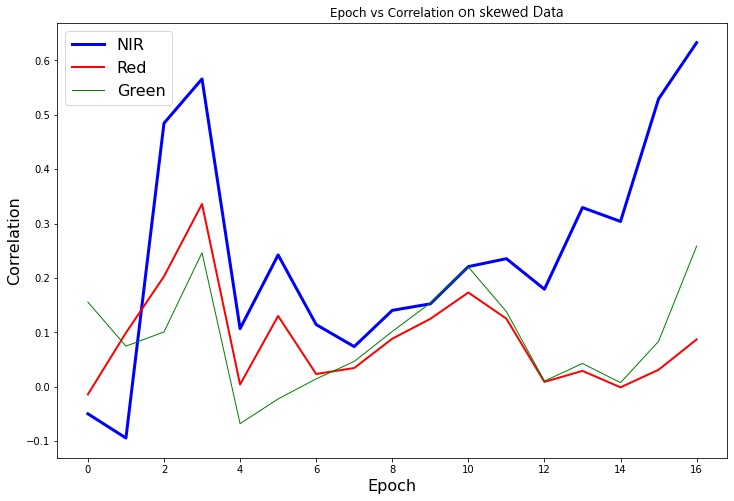 Epoch vs Correlation on skewed Data
NIR
Red
Green
Correlation
0.6
0.5
0.4
0.3
0.2
0.1
0.0
−0.1
0 2 4 6 8 10 12 14 16
Epoch